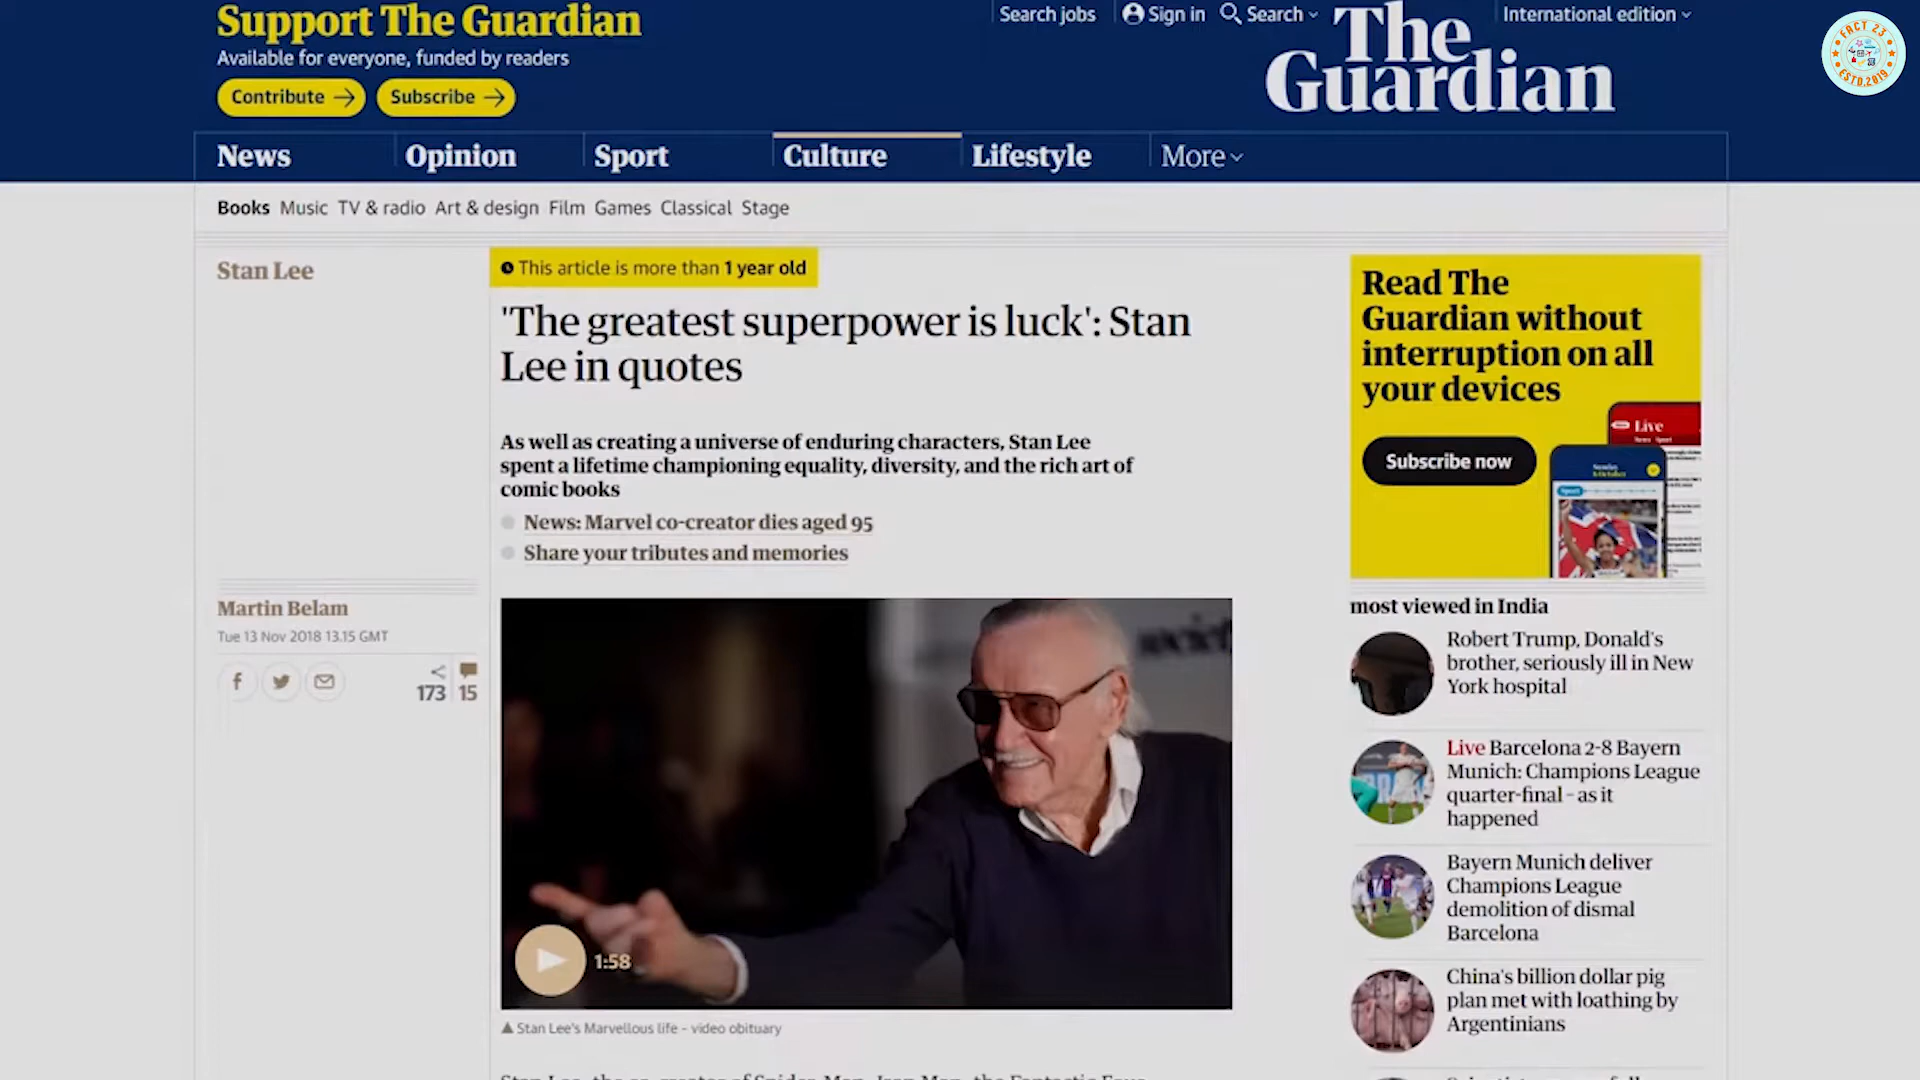 Support The Guardian
Available for everyone, funded by readers
Contribute
Subscribe
Search jobs
Sign in
Search
International edition
The
Guardian
FACT 23
ESTD.2019
News
Opinion
Sport
Culture
Lifestyle
More
Books Music TV & radio Art & design Film Games Classical Stage
Stan Lee
This article is more than 1 year old
'The greatest superpower is luck': Stan
Lee in quotes
As well as creating a universe of enduring characters, Stan Lee
spent a lifetime championing equality, diversity, and the rich art of
comic books
News: Marvel co-creator dies aged 95
Share your tributes and memories
Martin Belam
Tue 13 Nov 2018 13.15 GMT
173
15
1:58
Stan Lee's Marvellous life - video obituary
Read The
Guardian without
interruption on all
your devices
Subscribe now
Live
most viewed in India
Robert Trump, Donald's
brother, seriously ill in New
York hospital
Live Barcelona 2-8 Bayern
Munich: Champions League
quarter-final - as it
happened
Bayern Munich deliver
Champions League
demolition of dismal
Barcelona
China's billion dollar pig
plan met with loathing by
Argentinians